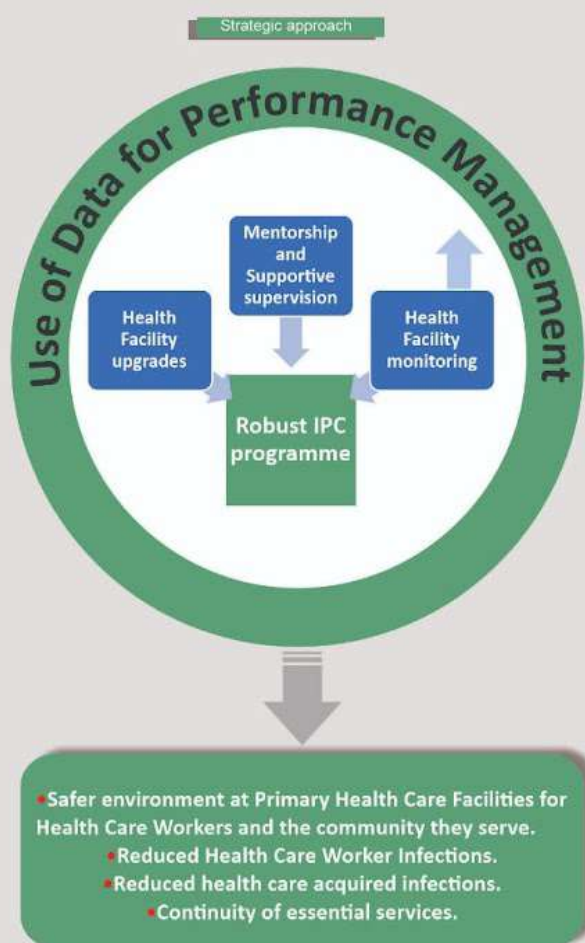 Strategic approach
Use of Data for Performance Management
Mentorship
and
Supportive
supervision
Health
Facility
upgrades
Health
Facility
monitoring
Robust IPC
programme
•Safer environment at Primary Health Care Facilities for
Health Care Workers and the community they serve.
•Reduced Health Care Worker Infections.
•Reduced health care acquired infections.
•Continuity of essential services.